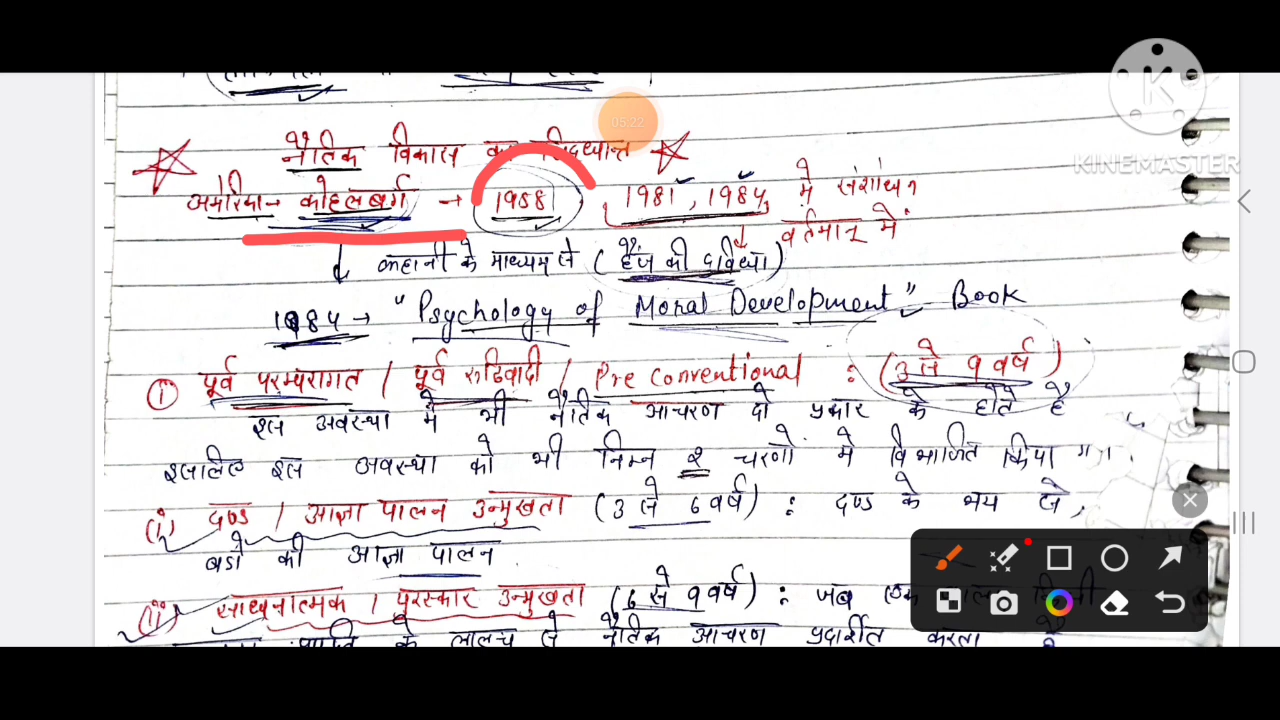 05:22
KINEMASTER
नैतिक विकास का सिद्धान्त
अमेरिका → कोहलबर्ग → 1958 1981, 1984 में संशोधन
वर्तमान में
कहानी के माध्यम से (हिंज की दुविधा)
1984 → "Psychology of Moral Development" Book
① पूर्व परम्परागत / पूर्व रूढिवादी / Pre Conventional : (3 से 9 वर्ष)
इस अवस्था में भी नैतिक आचरण दो प्रकार के होते है
इसलिए इस अवस्था को भी निम्न 2 चरणो में विभाजित किया
(i) दण्ड / आज्ञा पालन उन्मुखता (3 से 6 वर्ष) : दण्ड के भय से,
बडो की आज्ञा पालन
(ii) साधनात्मक / पुरस्कार उन्मुखता (6 से 9 वर्ष) : जब
के लालच से नैतिक आचरण प्रदर्शित करता है